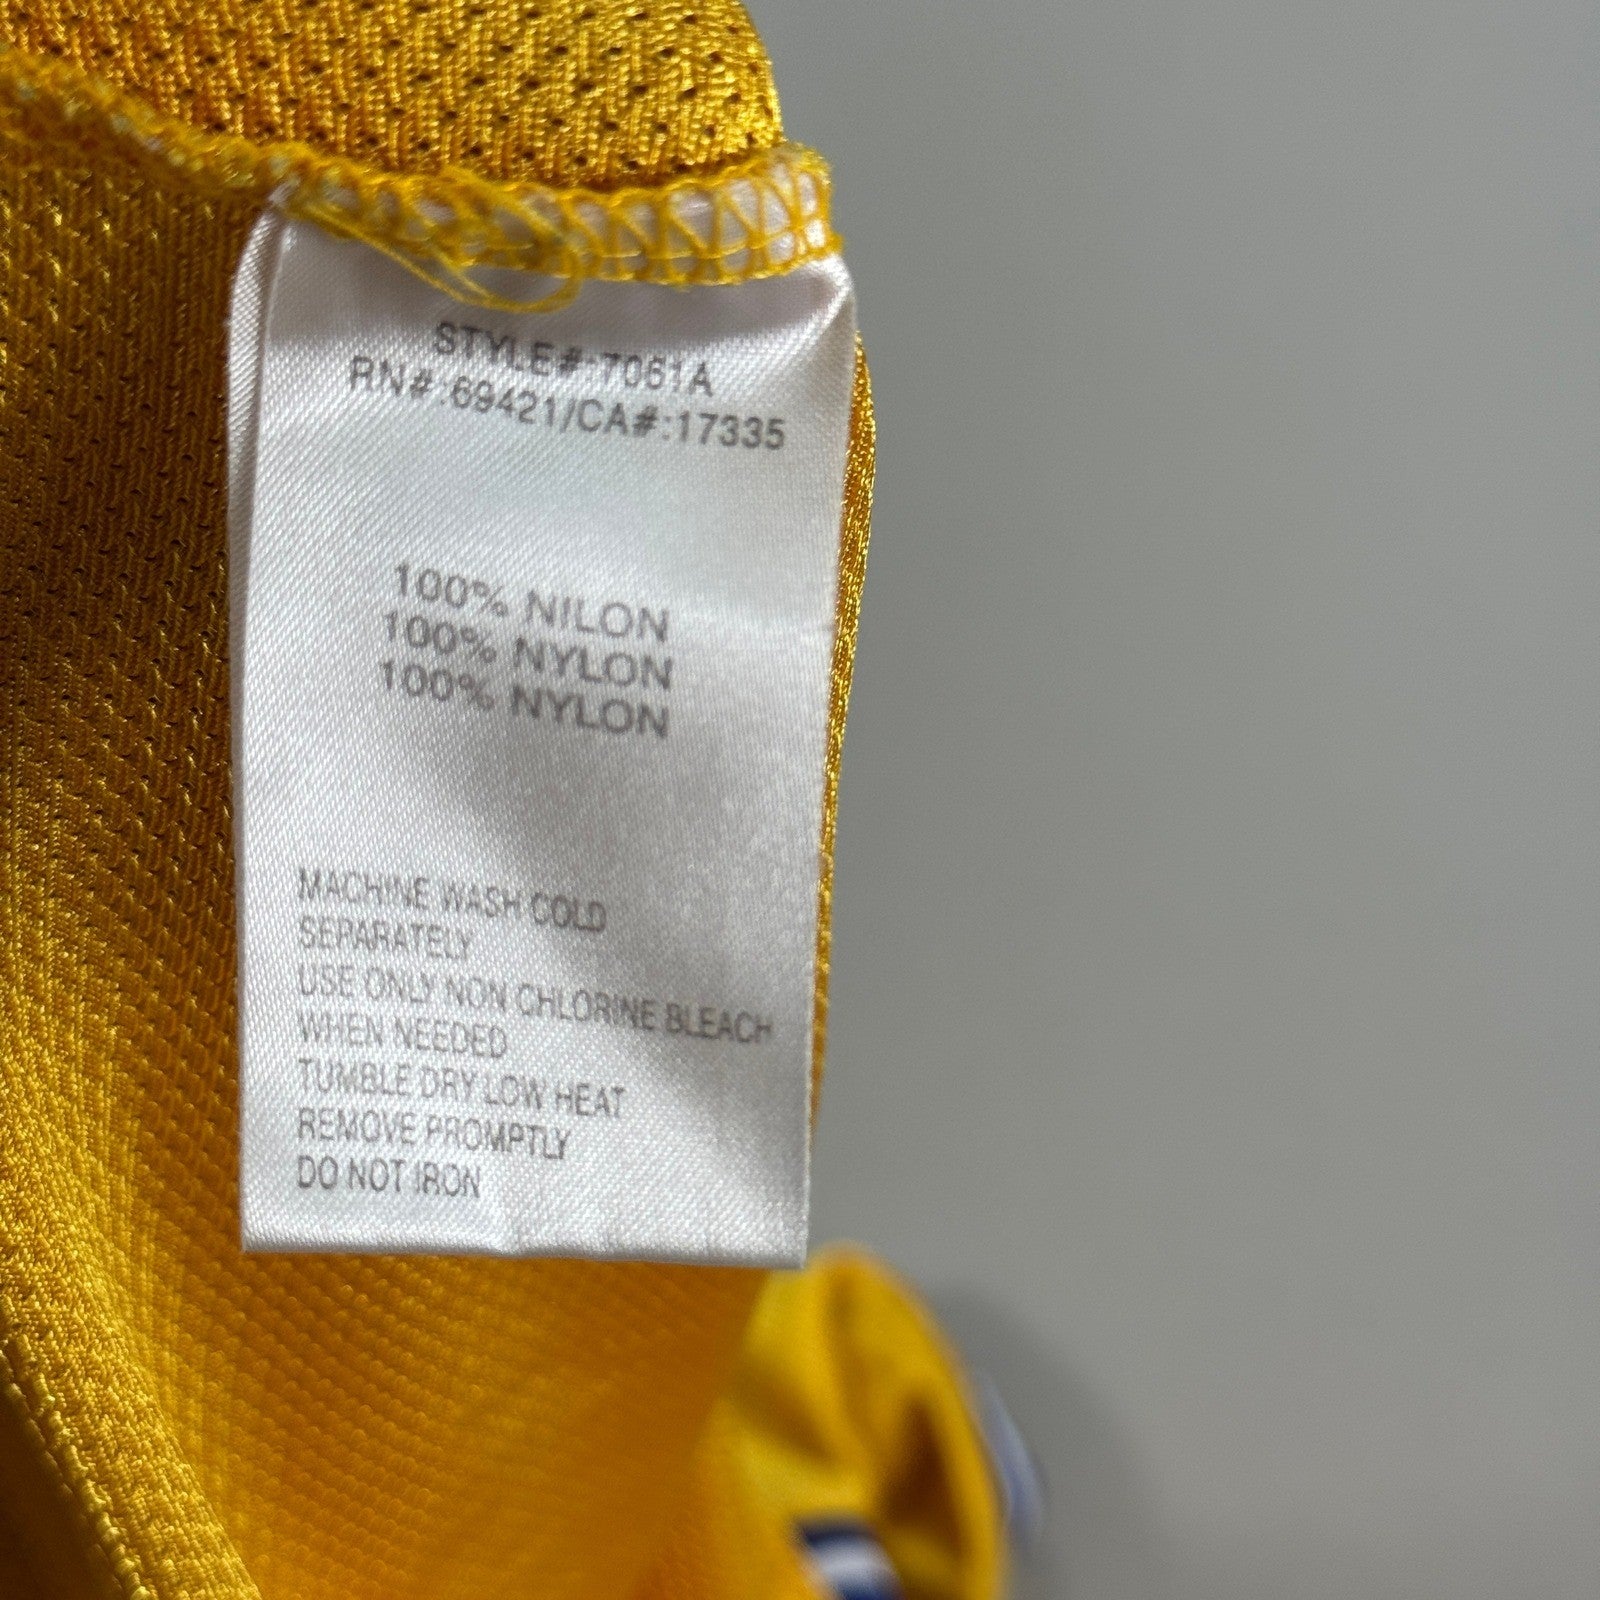 STYLE#:7061A
RN#:69421/CA#:17335
100% NILON
100% NYLON
100% NYLON
MACHINE WASH COLD
SEPARATELY
USE ONLY NON CHLORINE BLEACH
WHEN NEEDED
TUMBLE DRY LOW HEAT
REMOVE PROMPTLY
DO NOT IRON